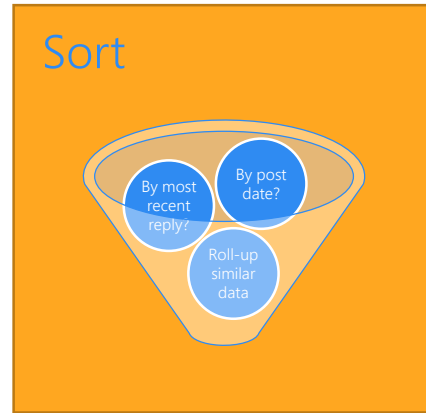 Sort
By most
recent
reply?
By post
date?
Roll-up
similar
data